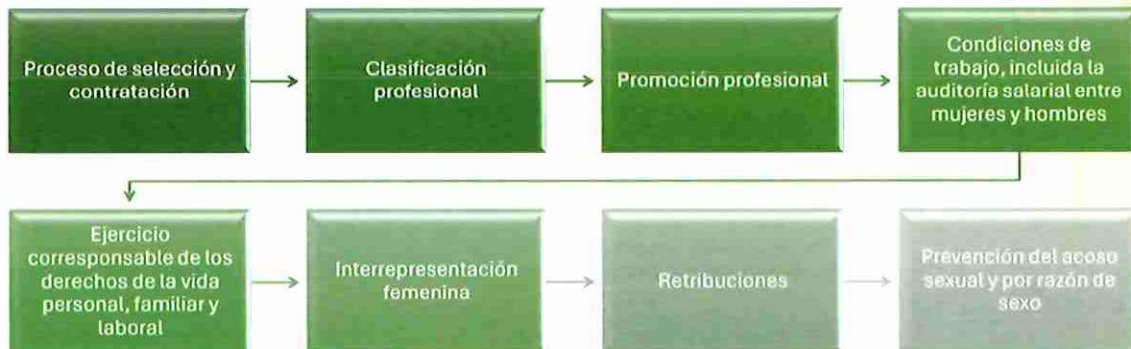 Proceso de selección y
contratación
Clasificación
profesional
Promoción profesional
Condiciones de
trabajo, incluida la
auditoría salarial entre
mujeres y hombres
Ejercicio
corresponsable de los
derechos de la vida
personal, familiar y
laboral
Interrepresentación
femenina
Retribuciones
Prevención del acoso
sexual y por razón de
sexo